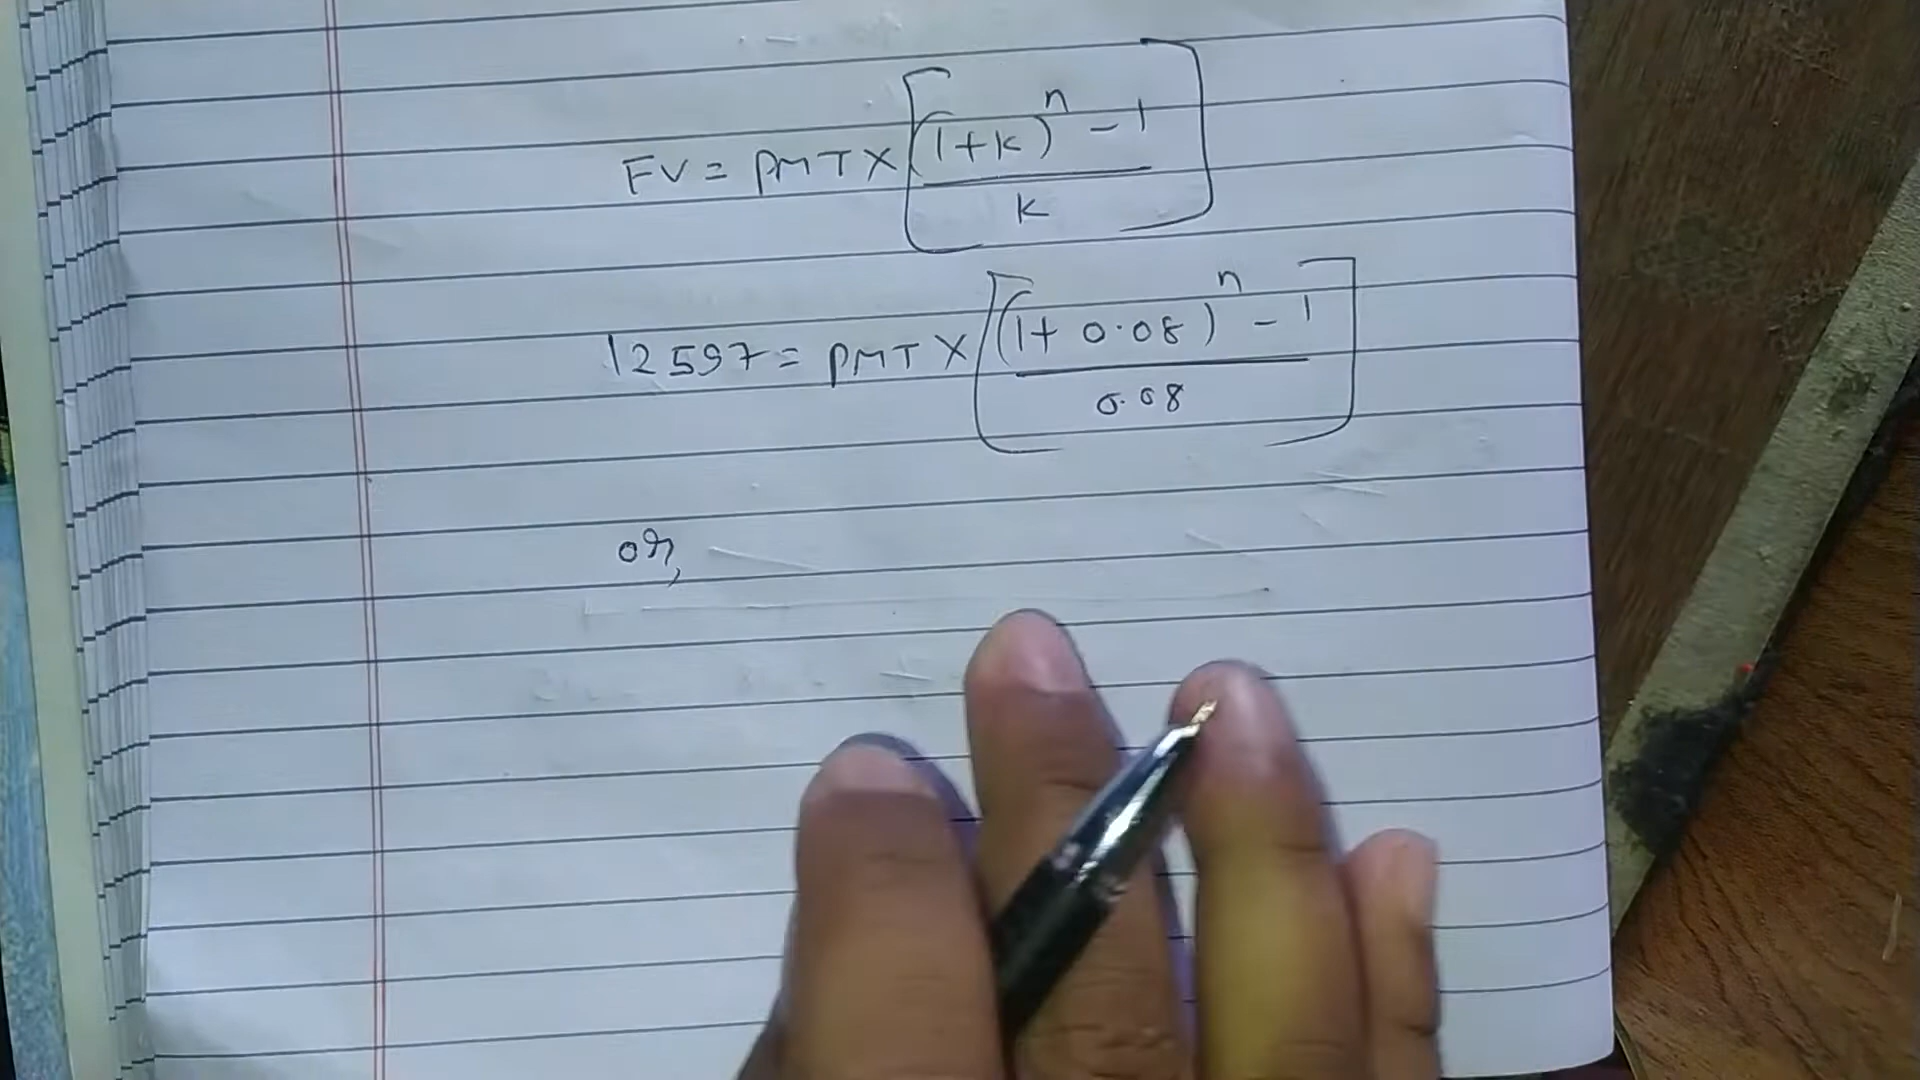 FV = PMT X [(1+k)^n - 1 / k]
12597 = PMT X [(1+0.08)^n - 1 / 0.08]
or,